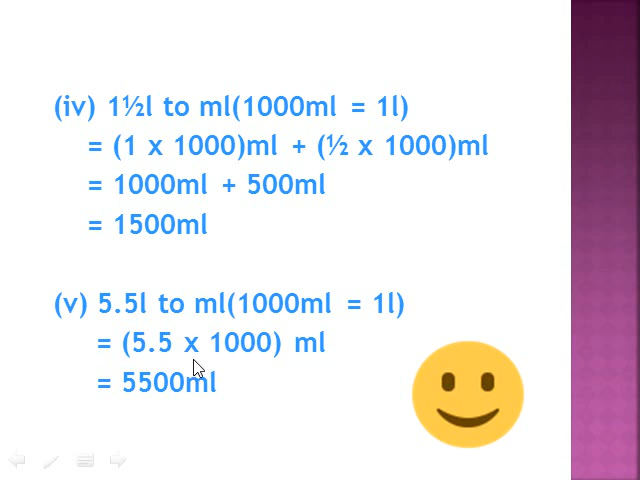 (iv) 1½l to ml(1000ml = 1l)
= (1 x 1000)ml + (½ x 1000)ml
= 1000ml + 500ml
= 1500ml
(v) 5.5l to ml(1000ml = 1l)
= (5.5 x 1000) ml
= 5500ml